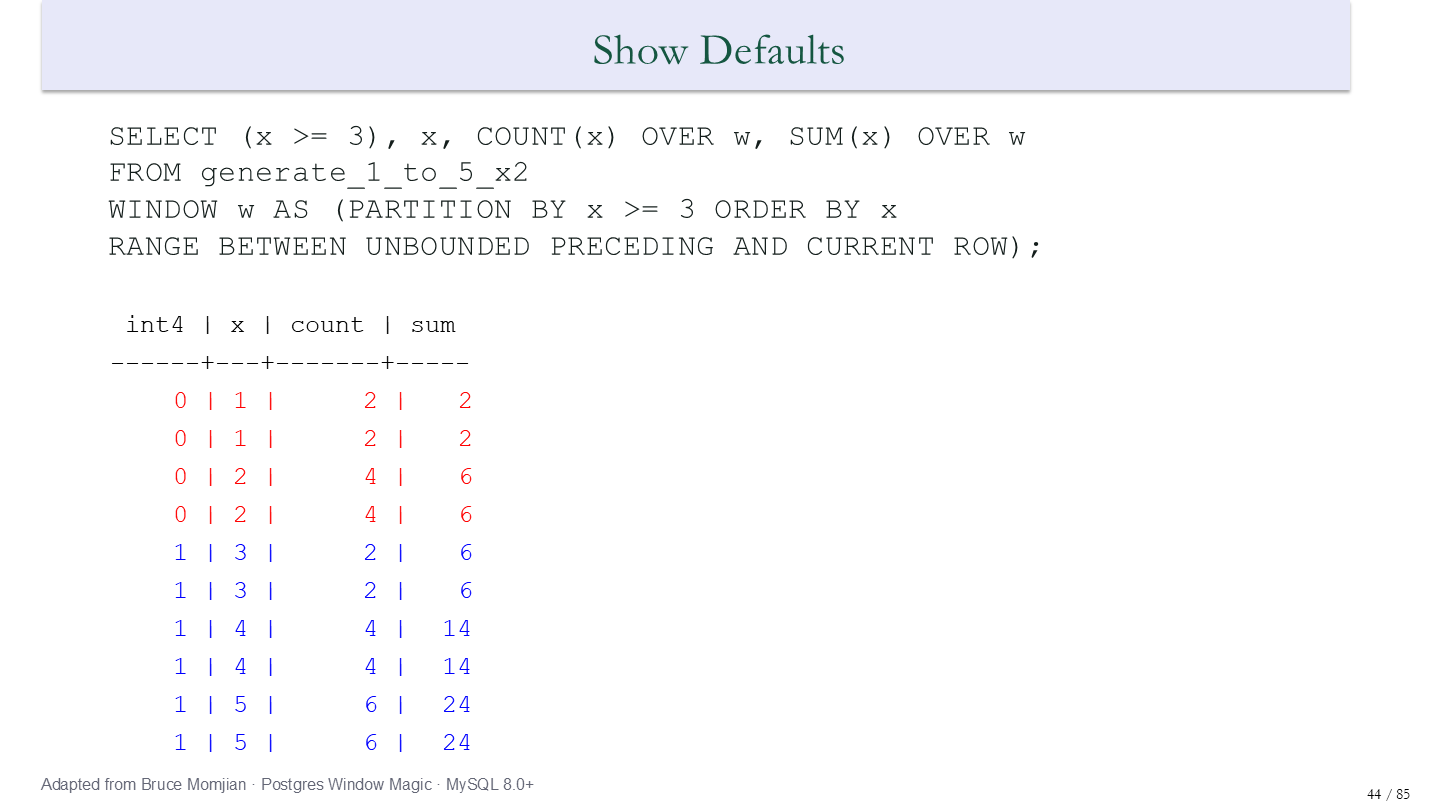 Show Defaults
SELECT (x >= 3), x, COUNT(x) OVER w, SUM(x) OVER w
FROM generate_1_to_5_x2
WINDOW w AS (PARTITION BY x >= 3 ORDER BY x
RANGE BETWEEN UNBOUNDED PRECEDING AND CURRENT ROW);
int4 | x | count | sum
------+---+-------+-----
0 | 1 | 2 | 2
0 | 1 | 2 | 2
0 | 2 | 4 | 6
0 | 2 | 4 | 6
1 | 3 | 2 | 6
1 | 3 | 2 | 6
1 | 4 | 4 | 14
1 | 4 | 4 | 14
1 | 5 | 6 | 24
1 | 5 | 6 | 24
Adapted from Bruce Momjian · Postgres Window Magic · MySQL 8.0+
44 / 85